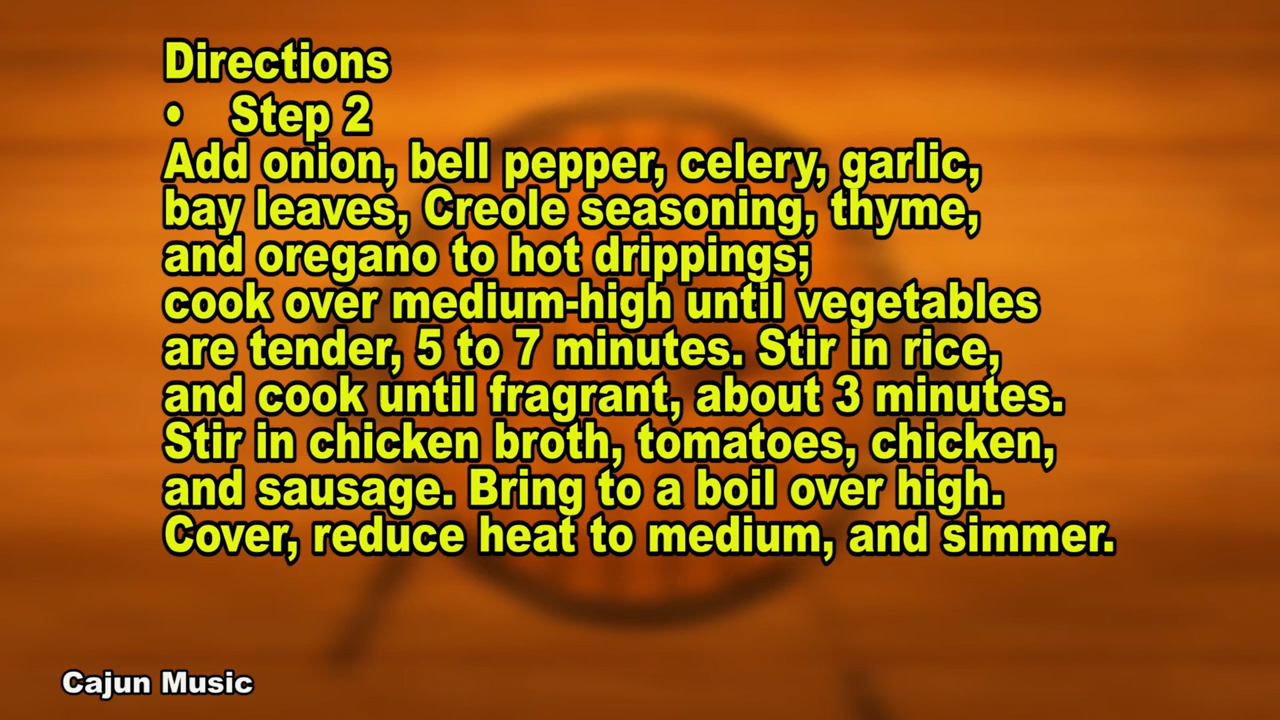 Directions
• Step 2
Add onion, bell pepper, celery, garlic,
bay leaves, Creole seasoning, thyme,
and oregano to hot drippings;
cook over medium-high until vegetables
are tender, 5 to 7 minutes. Stir in rice,
and cook until fragrant, about 3 minutes.
Stir in chicken broth, tomatoes, chicken,
and sausage. Bring to a boil over high.
Cover, reduce heat to medium, and simmer.
Cajun Music